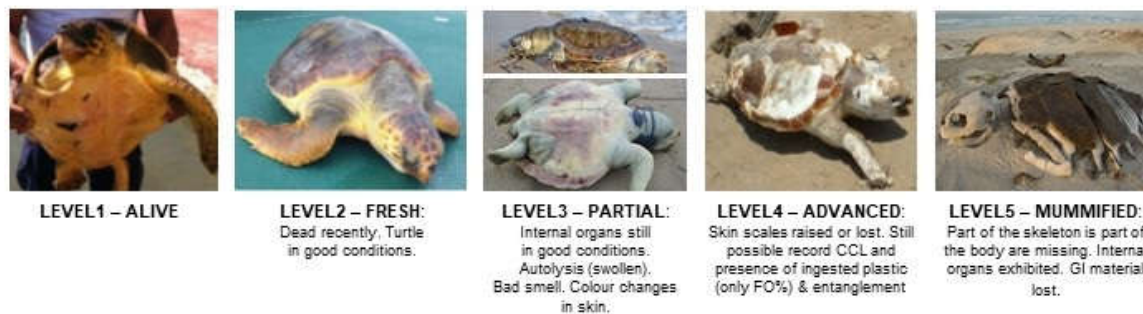 LEVEL1 – ALIVE
LEVEL2 – FRESH:
Dead recently. Turtle
in good conditions.
LEVEL3 – PARTIAL:
Internal organs still
in good conditions.
Autolysis (swollen).
Bad smell. Colour changes
in skin.
LEVEL4 – ADVANCED:
Skin scales raised or lost. Still
possible record CCL and
presence of ingested plastic
(only FO%) & entanglement
LEVEL5 – MUMMIFIED:
Part of the skeleton is part of
the body are missing. Interna
organs exhibited. GI material
lost.